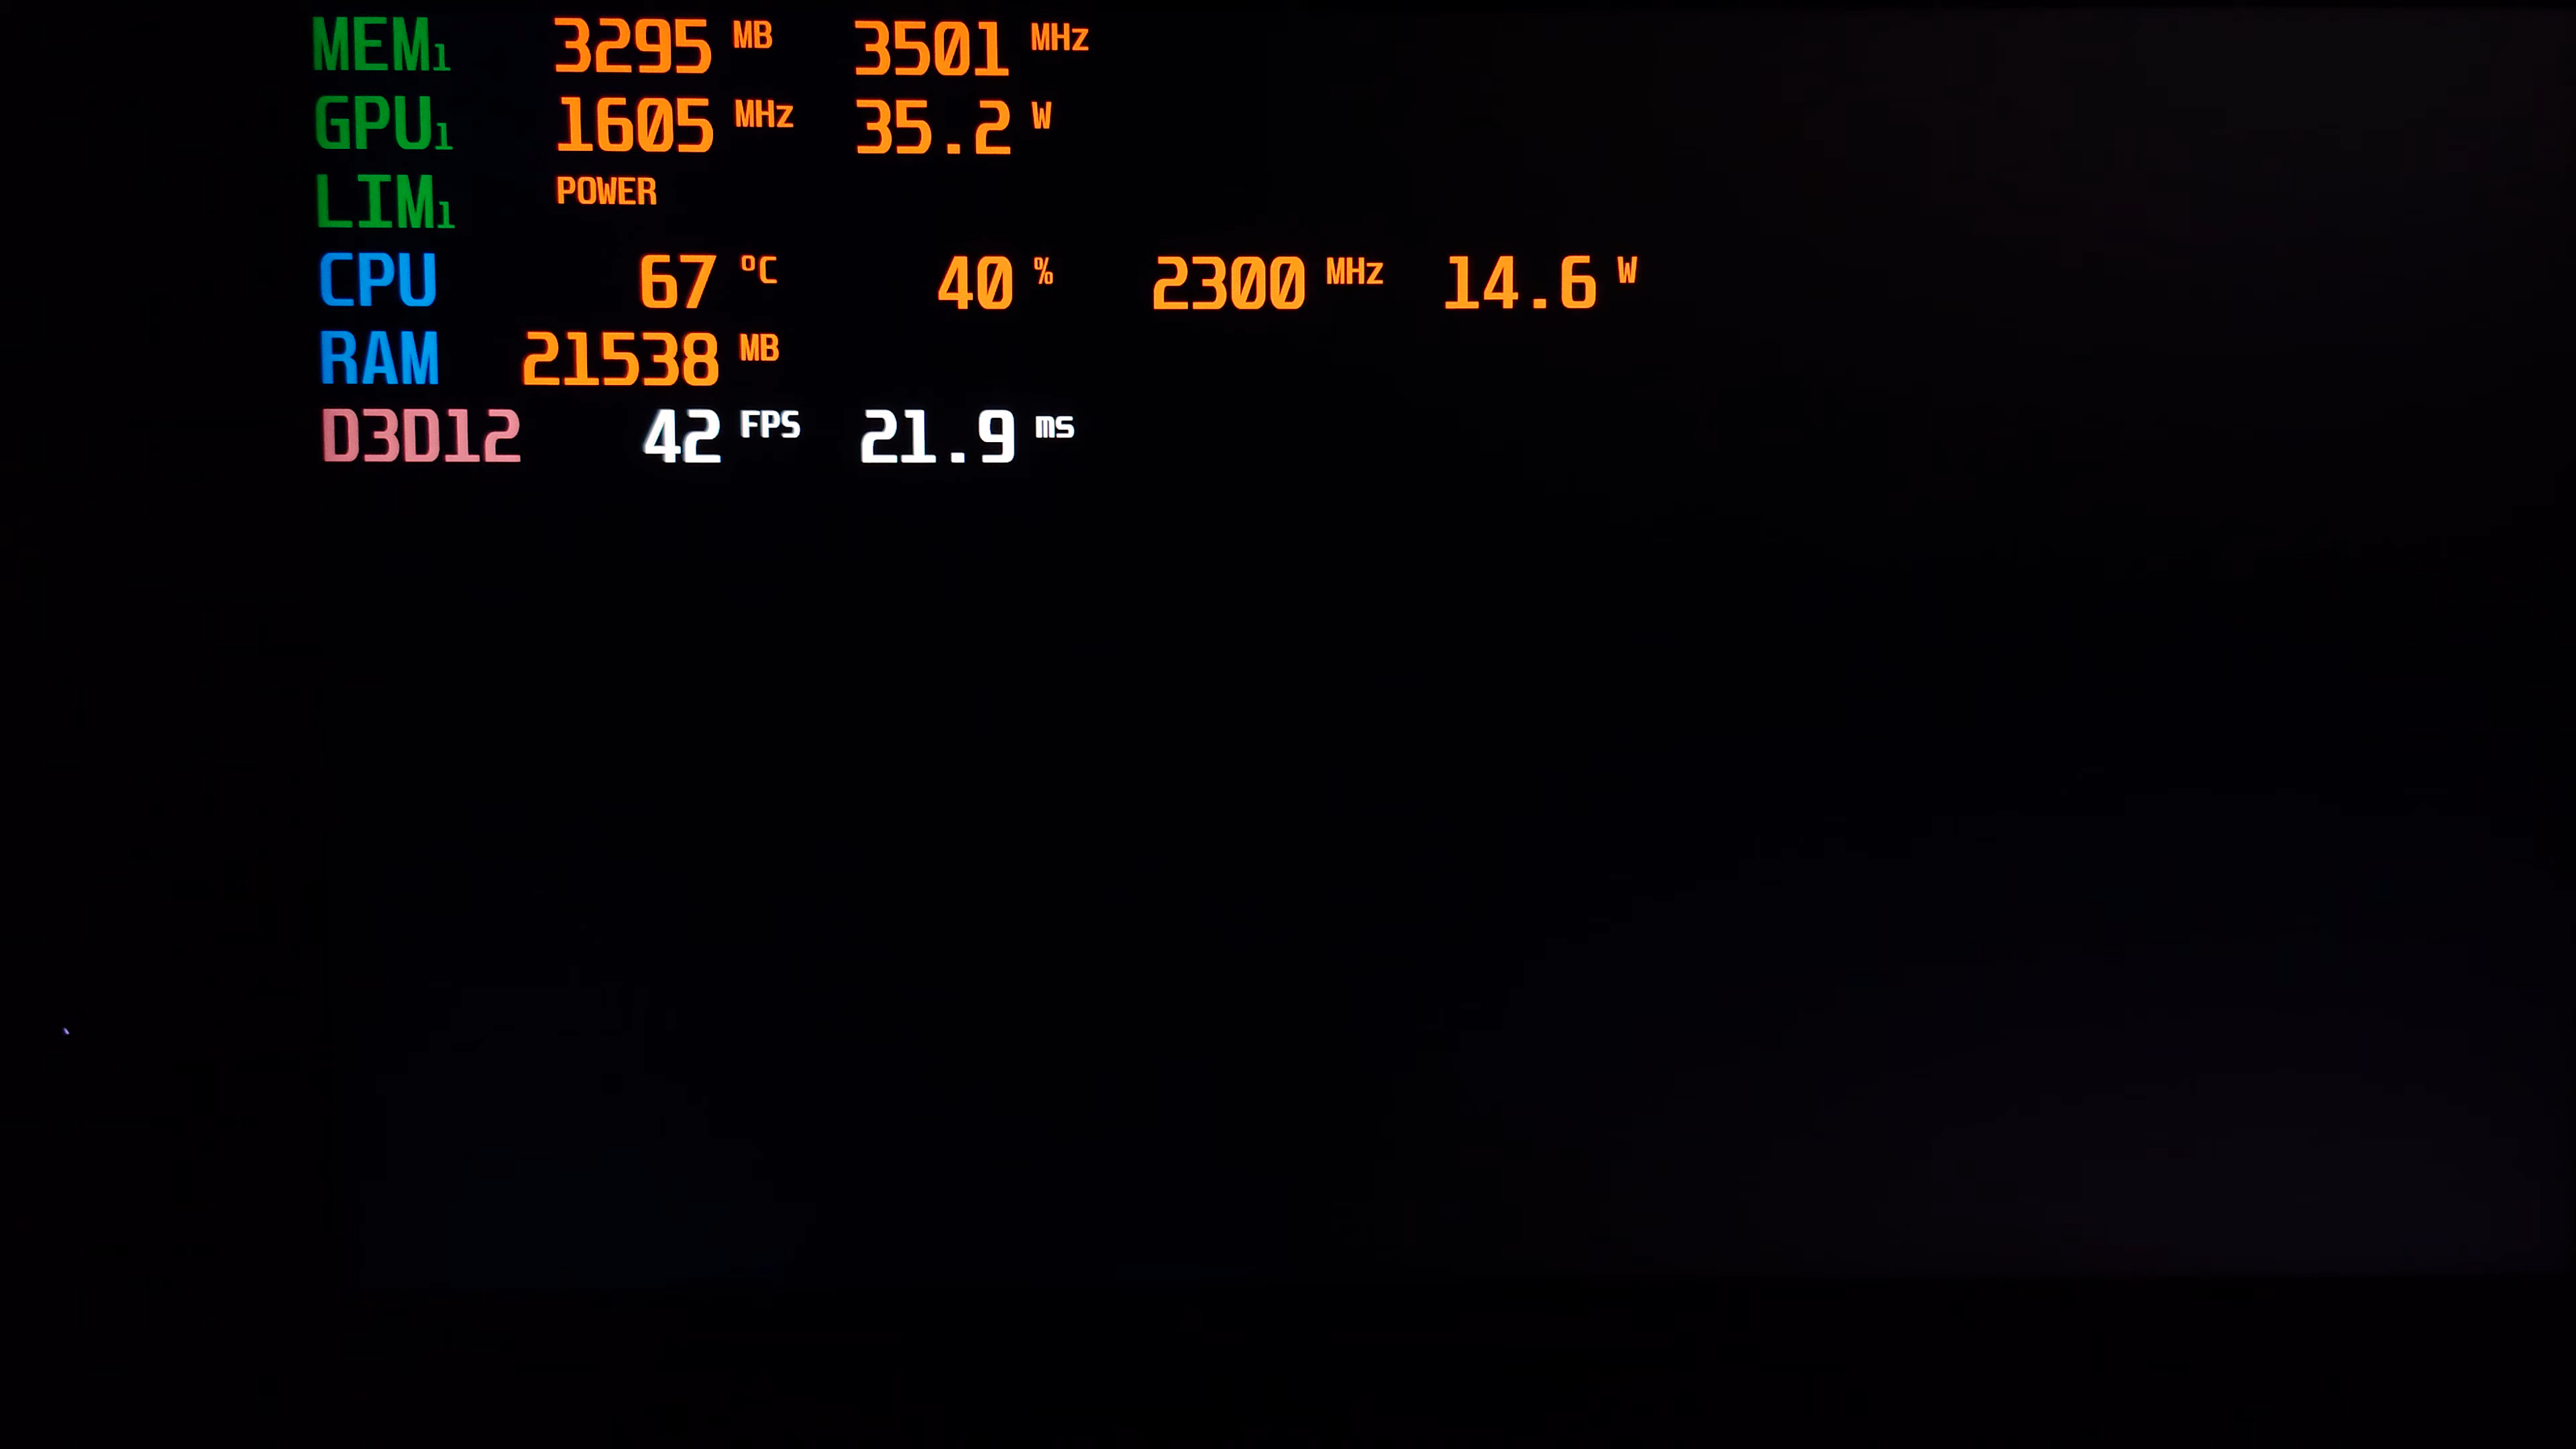 MEM1 3295 MB 3501 MHz
GPU1 1605 MHz 35.2 W
LIM1 POWER
CPU 67 °C 40 % 2300 MHz 14.6 W
RAM 21538 MB
D3D12 42 FPS 21.9 ms